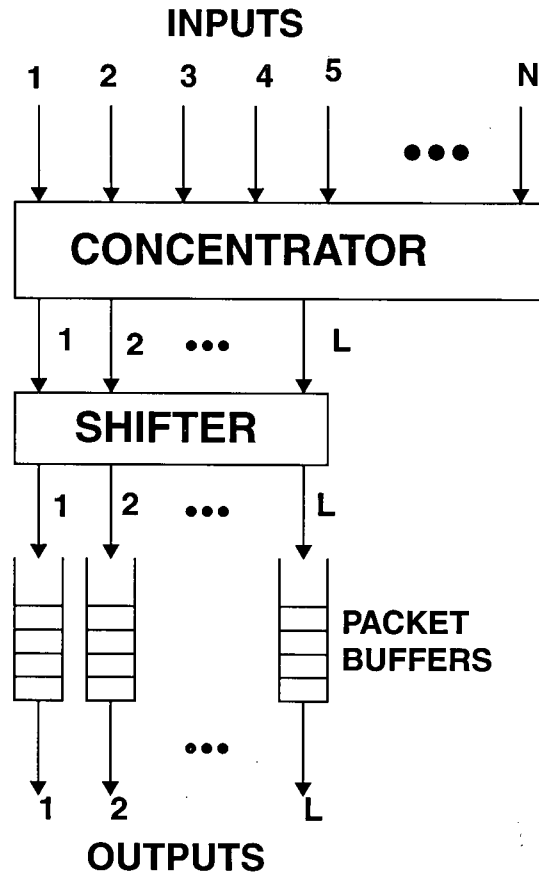 INPUTS
1 2 3 4 5 ••• N
CONCENTRATOR
1 2 ••• L
SHIFTER
1 2 ••• L
PACKET
BUFFERS
•••
1 2 L
OUTPUTS